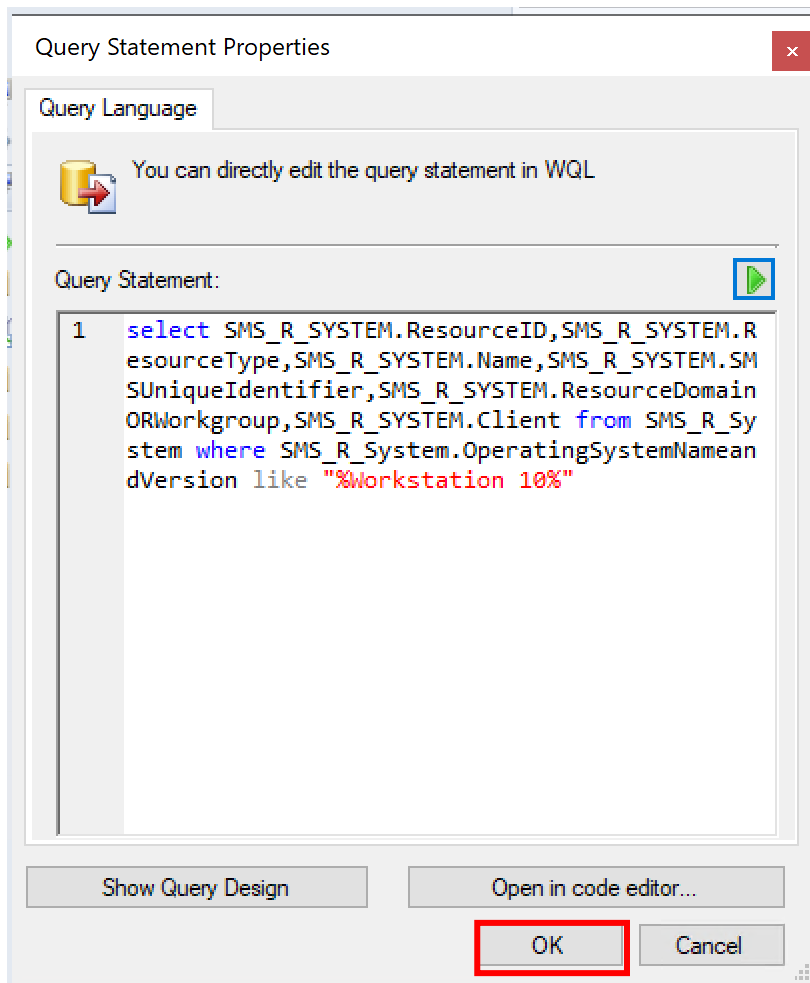 Query Statement Properties
Query Language
You can directly edit the query statement in WQL
Query Statement:
1
select SMS_R_SYSTEM.ResourceID,SMS_R_SYSTEM.R
esourceType,SMS_R_SYSTEM.Name,SMS_R_SYSTEM.SM
SUniqueIdentifier,SMS_R_SYSTEM.ResourceDomain
ORWorkgroup,SMS_R_SYSTEM.Client from SMS_R_Sy
stem where SMS_R_System.OperatingSystemNamean
dVersion like "%Workstation 10%"
Show Query Design
Open in code editor...
OK
Cancel